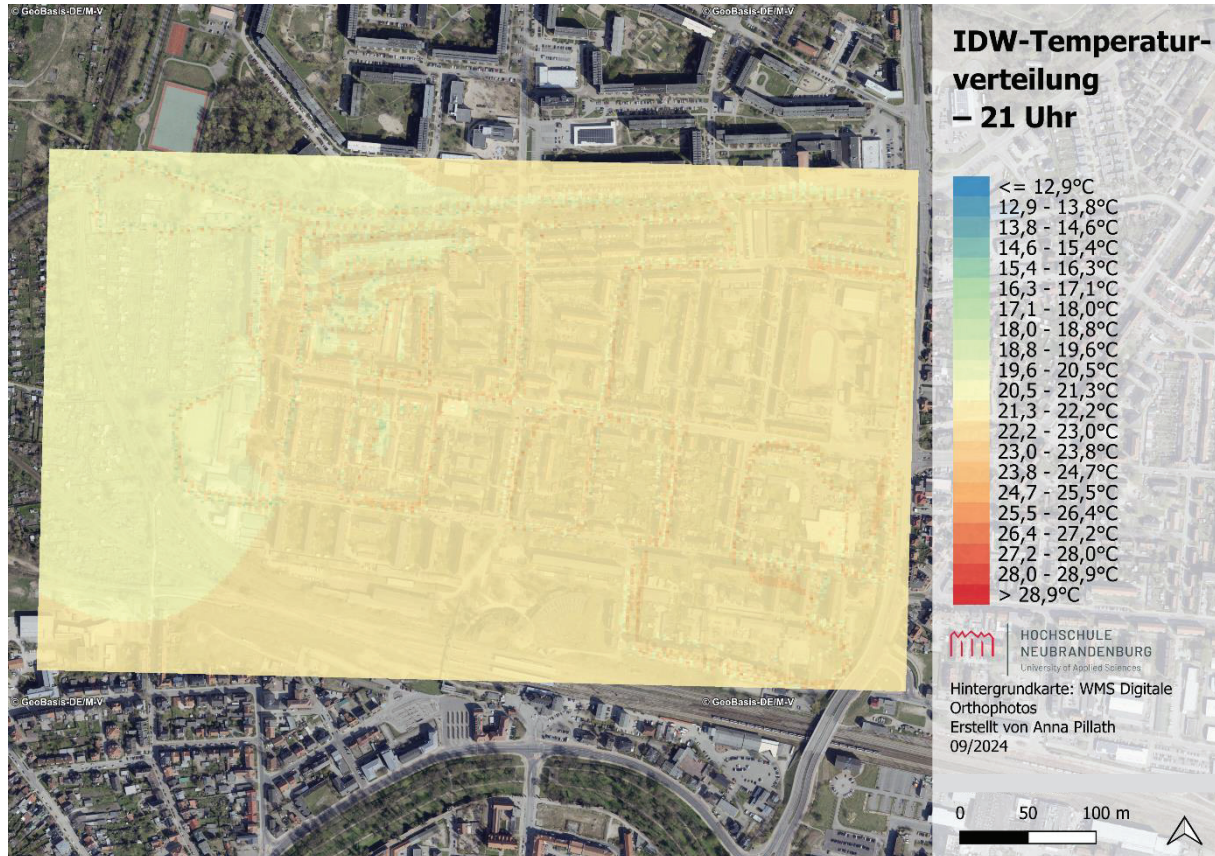 © GeoBasis-DE/M-V
© GeoBasis-DE/M-V
© GeoBasis-DE/M-V
© GeoBasis-DE/M-V
IDW-Temperatur-
verteilung
– 21 Uhr
<= 12,9°C
12,9 - 13,8°C
13,8 - 14,6°C
14,6 - 15,4°C
15,4 - 16,3°C
16,3 - 17,1°C
17,1 - 18,0°C
18,0 - 18,8°C
18,8 - 19,6°C
19,6 - 20,5°C
20,5 - 21,3°C
21,3 - 22,2°C
22,2 - 23,0°C
23,0 - 23,8°C
23,8 - 24,7°C
24,7 - 25,5°C
25,5 - 26,4°C
26,4 - 27,2°C
27,2 - 28,0°C
28,0 - 28,9°C
> 28,9°C
HOCHSCHULE
NEUBRANDENBURG
University of Applied Sciences
Hintergrundkarte: WMS Digitale
Orthophotos
Erstellt von Anna Pillath
09/2024
0 50 100 m